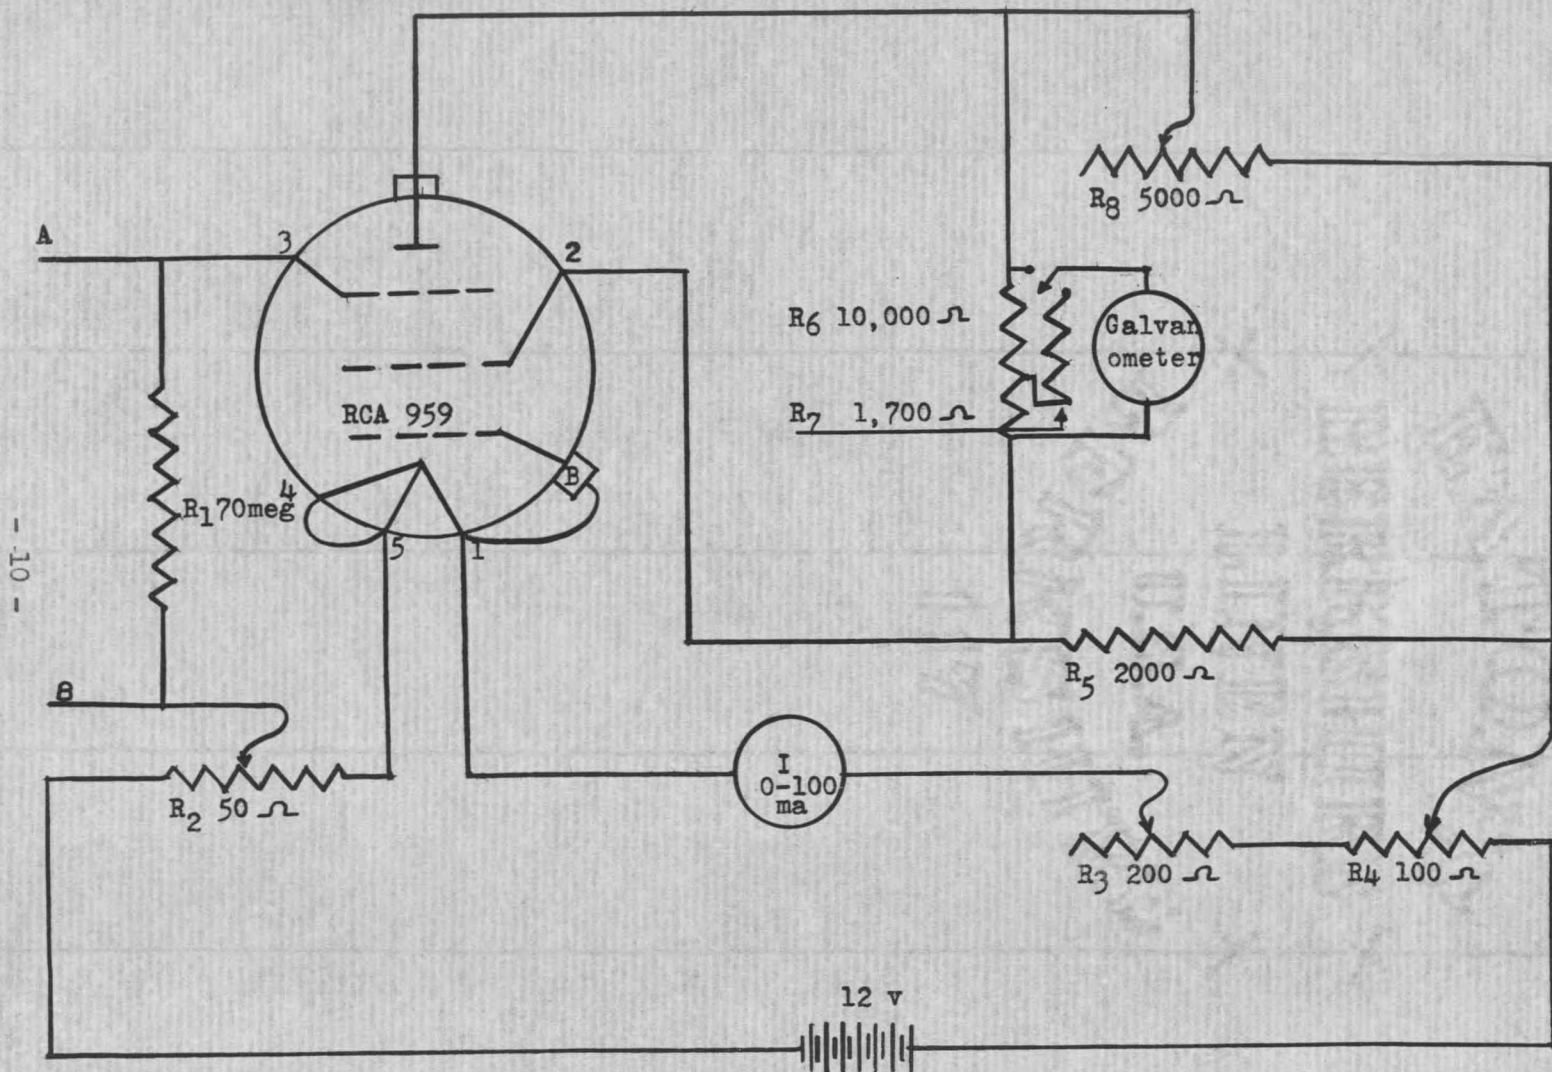 A
3
2
R8 5000 Ω
R6 10,000 Ω
Galvan
ometer
R7 1,700 Ω
RCA 959
B
4
R1 70meg
5
1
- 10 -
B
R5 2000 Ω
R2 50 Ω
I
0-100
ma
R3 200 Ω
R4 100 Ω
12 v